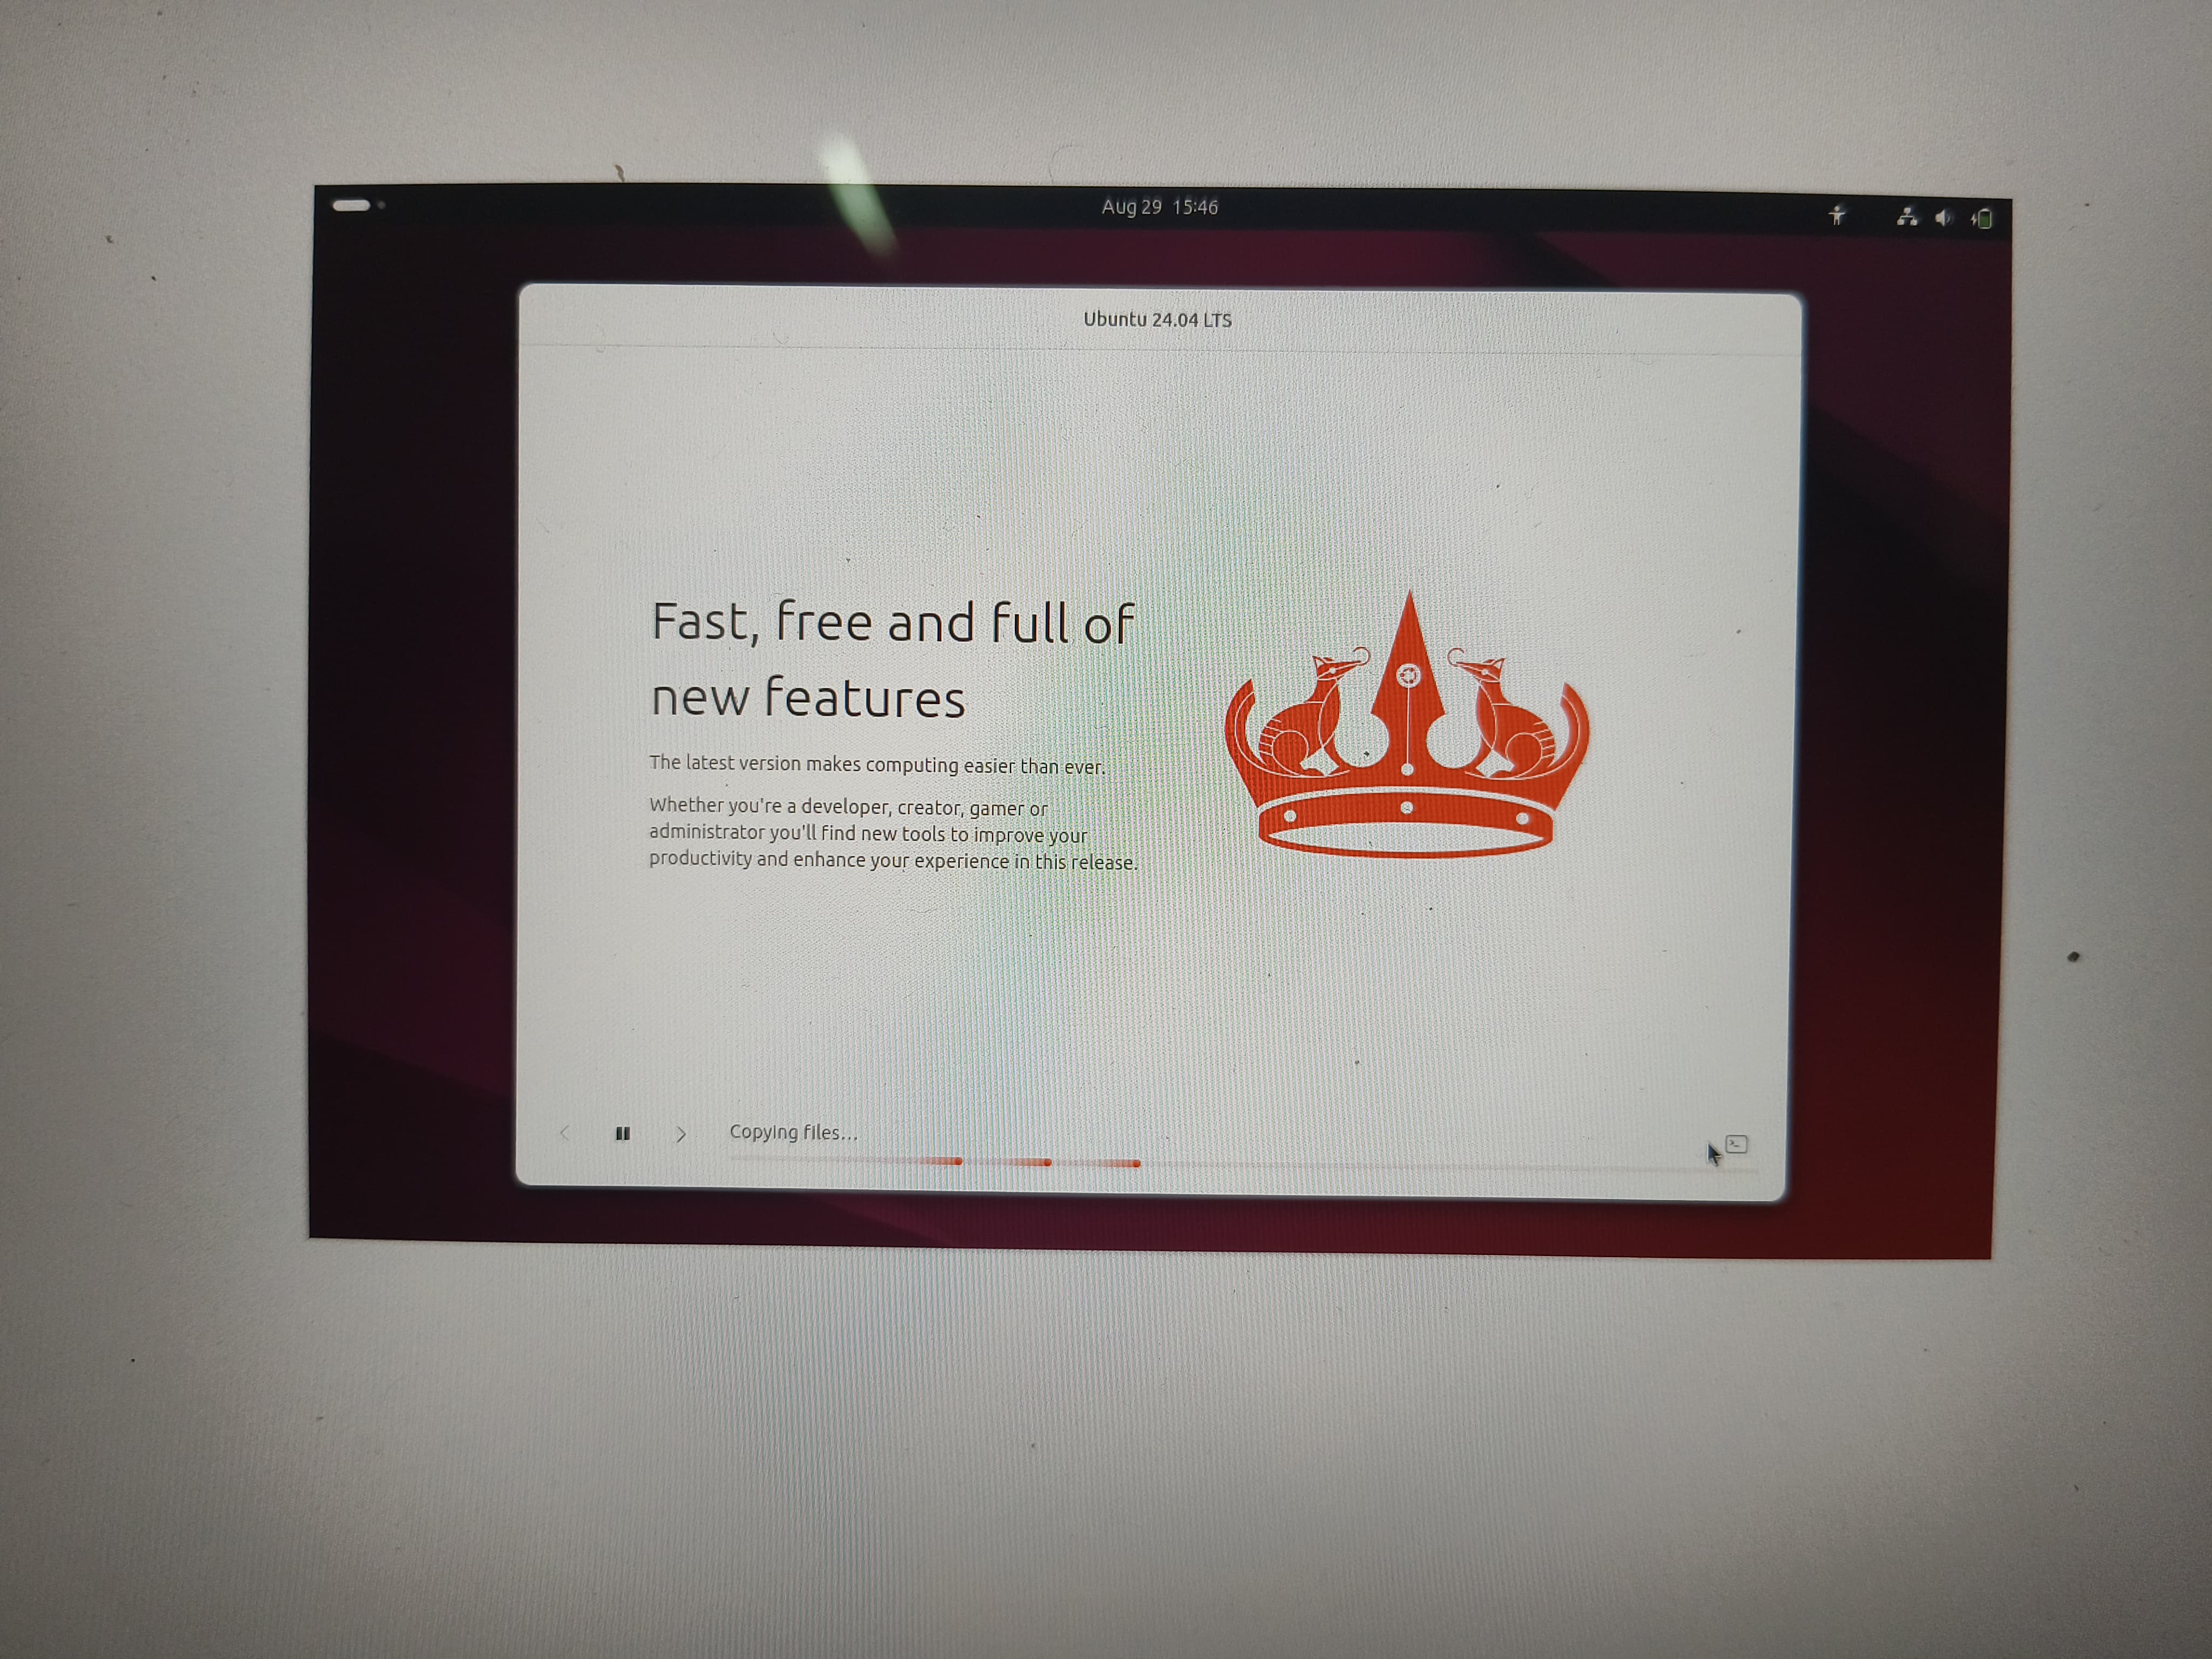 Aug 29 15:46
Ubuntu 24.04 LTS
Fast, free and full of
new features
The latest version makes computing easier than ever.
Whether you're a developer, creator, gamer or
administrator you'll find new tools to improve your
productivity and enhance your experience in this release.
Copying files...